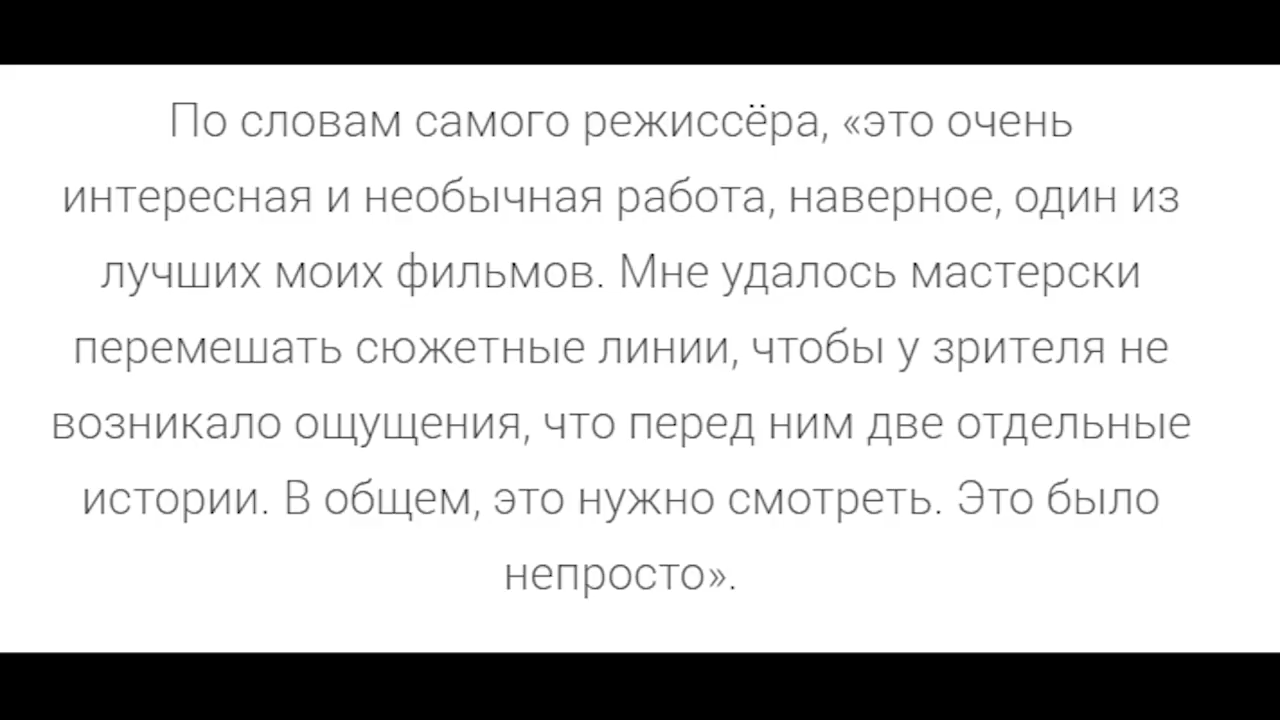 По словам самого режиссёра, «это очень
интересная и необычная работа, наверное, один из
лучших моих фильмов. Мне удалось мастерски
перемешать сюжетные линии, чтобы у зрителя не
возникало ощущения, что перед ним две отдельные
истории. В общем, это нужно смотреть. Это было
непросто».